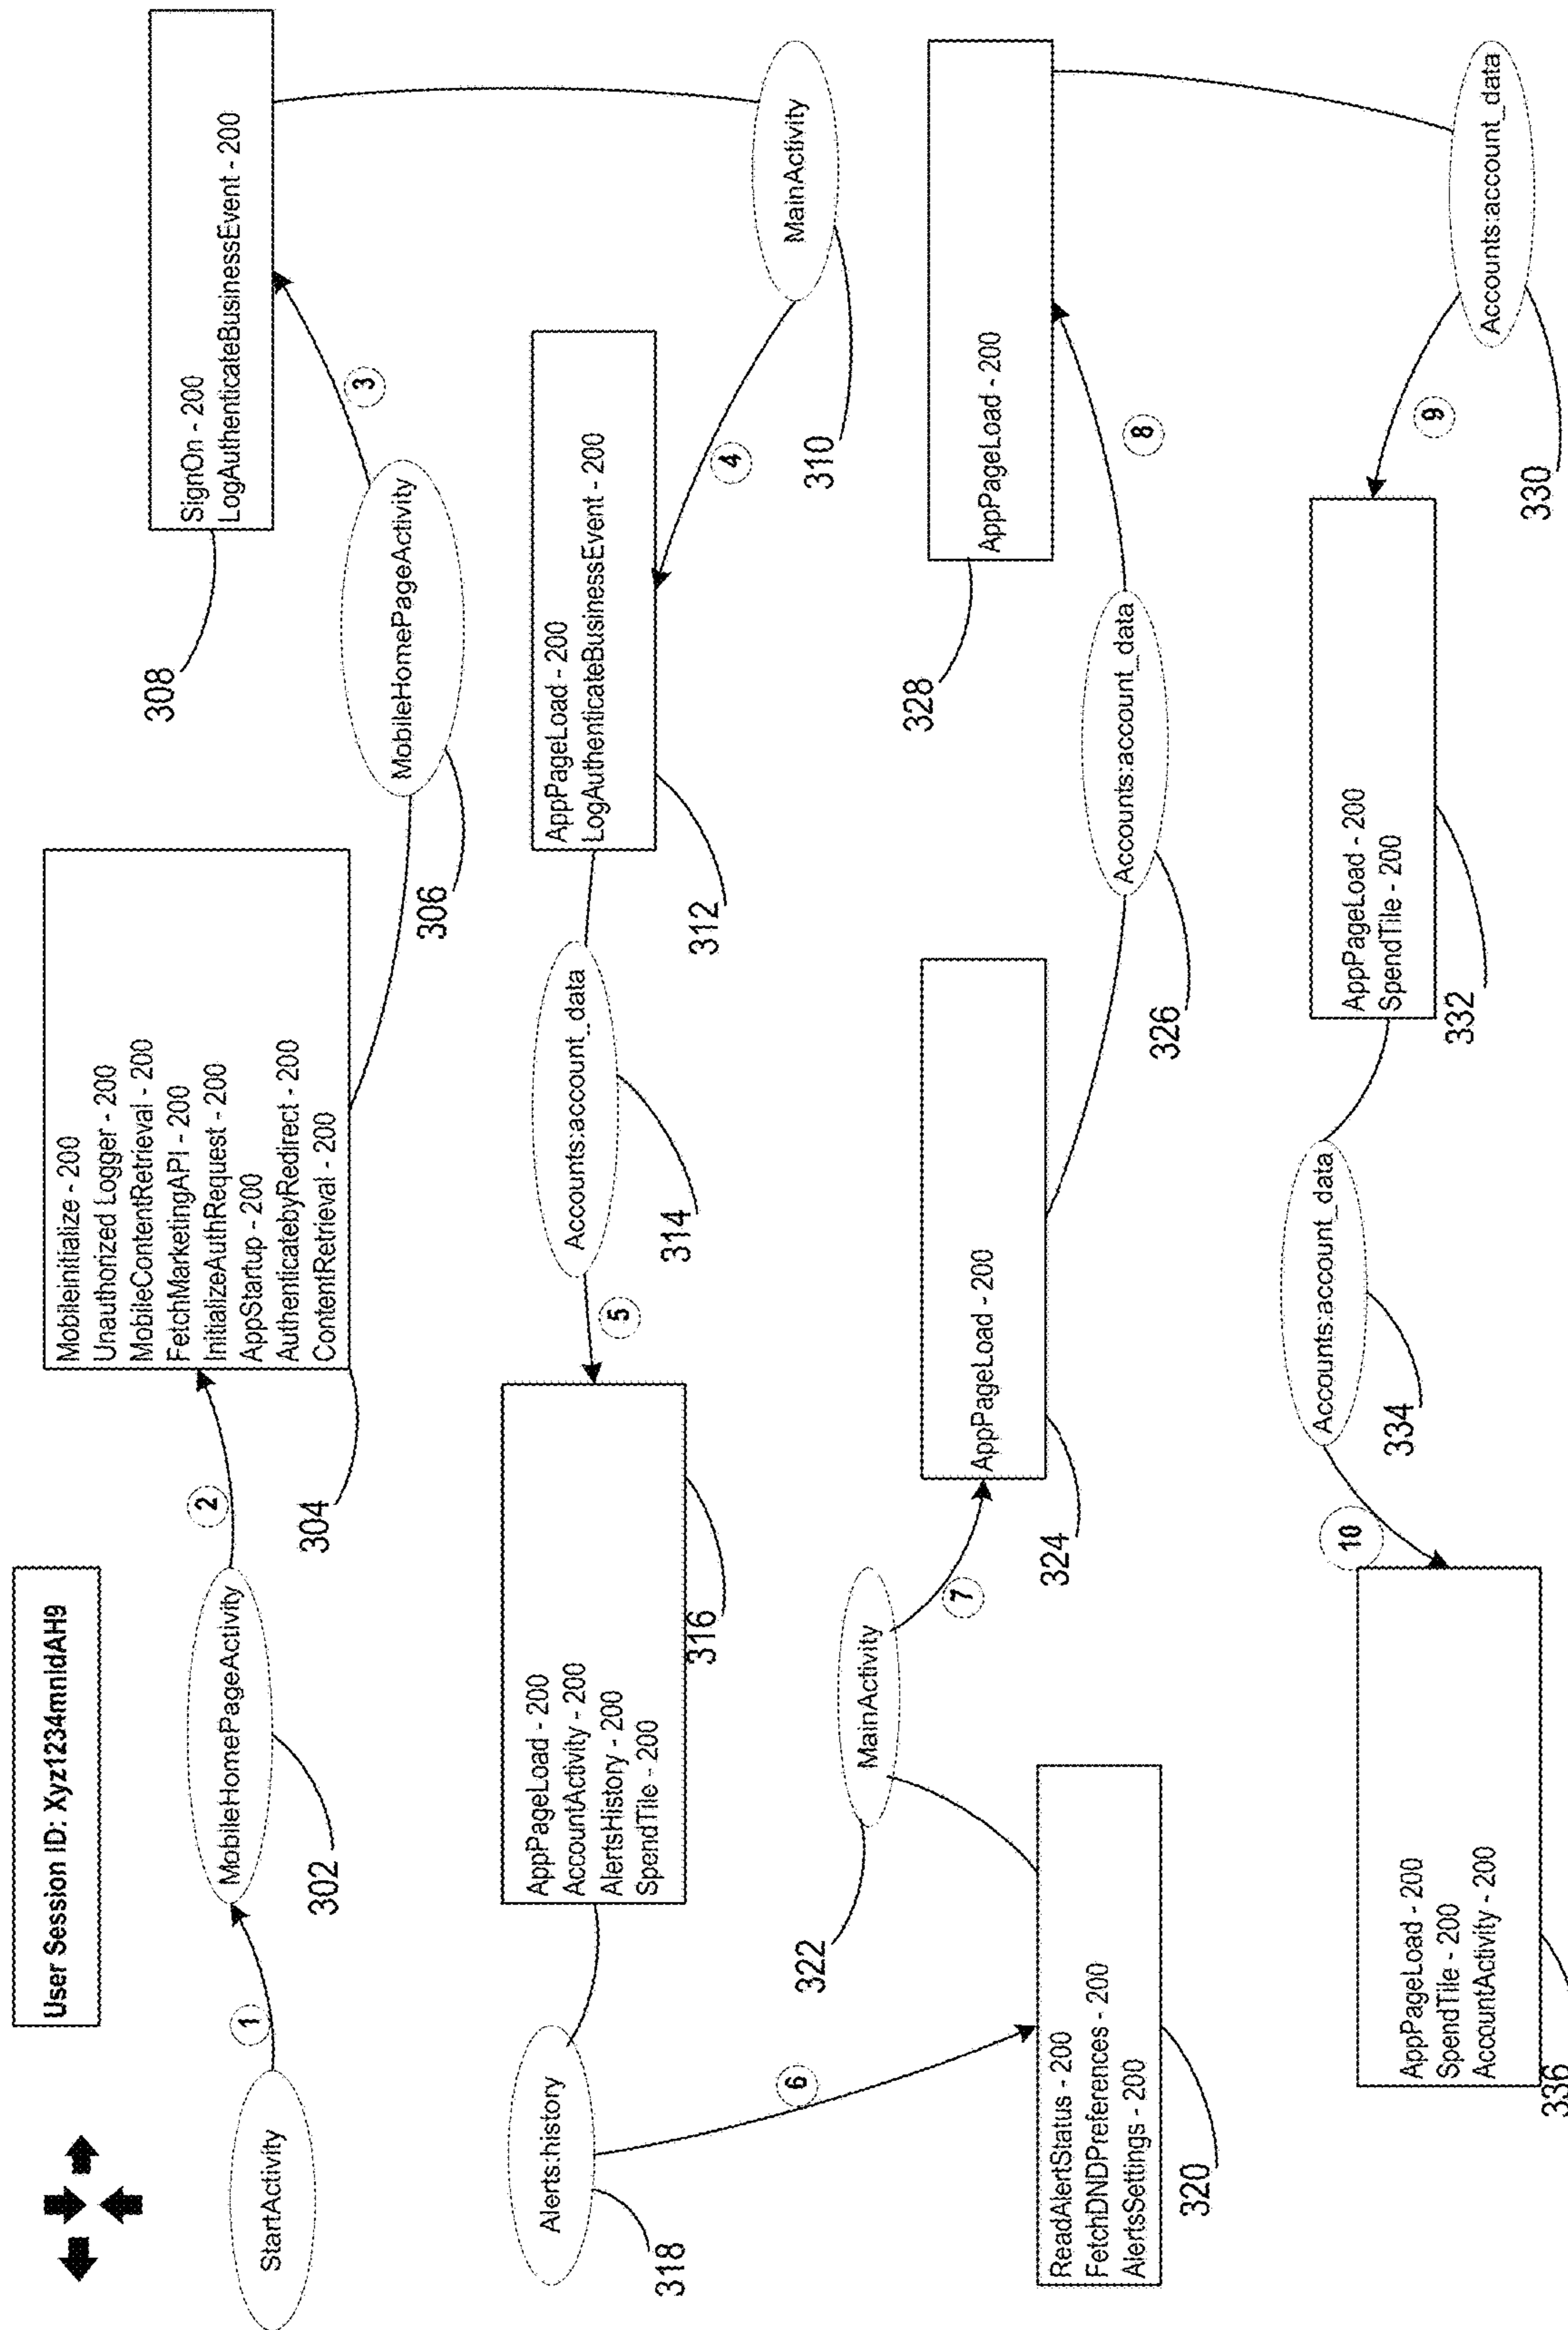 User Session ID: Xyz1234mnIdAH9
StartActivity
1
MobileHomePageActivity
302
2
MobileInitialize - 200
Unauthorized Logger - 200
MobileContentRetrieval - 200
FetchMarketingAPI - 200
InitializeAuthRequest - 200
AppStartup - 200
AuthenticatebyRedirect - 200
ContentRetrieval - 200
304
MobileHomePageActivity
306
3
SignOn - 200
LogAuthenticateBusinessEvent - 200
308
MainActivity
310
4
AppPageLoad - 200
LogAuthenticateBusinessEvent - 200
312
Accounts:account_data
314
5
AppPageLoad - 200
AccountActivity - 200
AlertsHistory - 200
SpendTile - 200
316
Alerts:history
318
6
ReadAlertStatus - 200
FetchDNDPreferences - 200
AlertsSettings - 200
320
MainActivity
322
7
AppPageLoad - 200
324
Accounts:account_data
326
8
AppPageLoad - 200
328
Accounts:account_data
330
9
AppPageLoad - 200
SpendTile - 200
332
Accounts:account_data
334
10
AppPageLoad - 200
SpendTile - 200
AccountActivity - 200
336